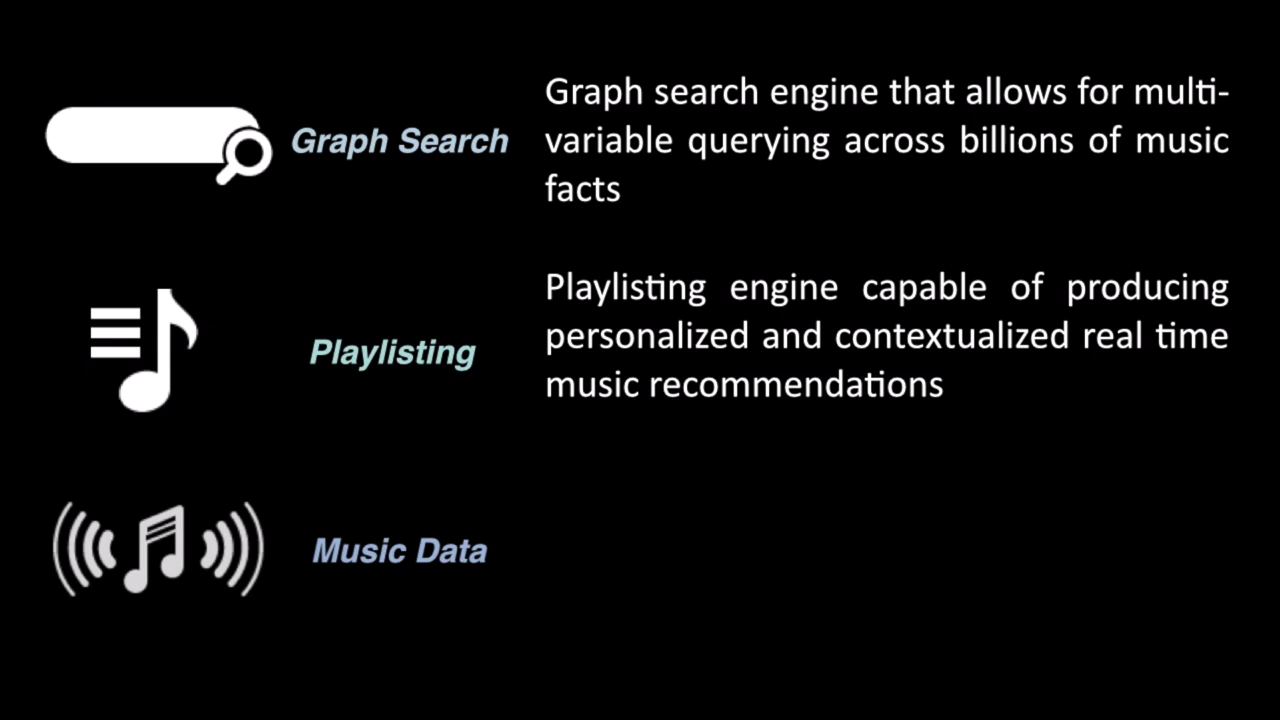 Graph Search
Graph search engine that allows for multi-
variable querying across billions of music
facts
Playlisting
Playlisting engine capable of producing
personalized and contextualized real time
music recommendations
Music Data